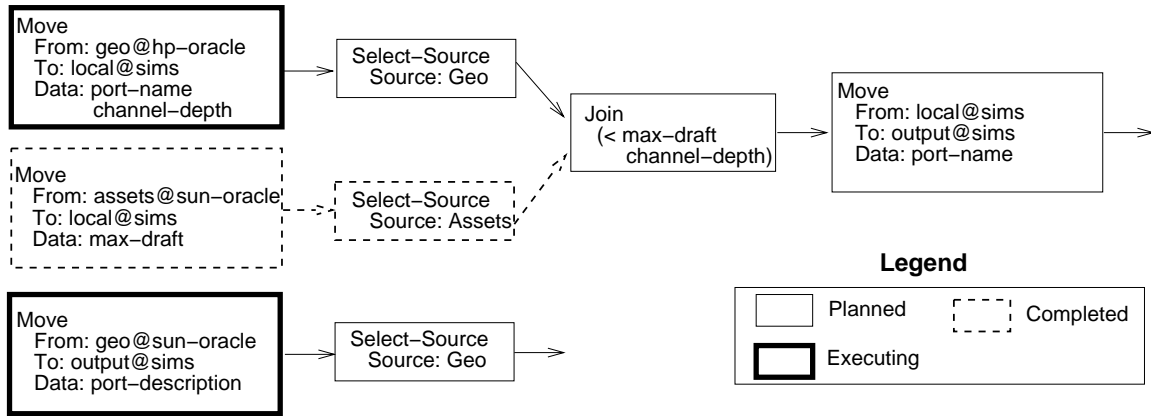 Move
From: geo@hp-oracle
To: local@sims
Data: port-name
channel-depth
Select-Source
Source: Geo
Join
(< max-draft
channel-depth)
Move
From: local@sims
To: output@sims
Data: port-name
Move
From: assets@sun-oracle
To: local@sims
Data: max-draft
Select-Source
Source: Assets
Move
From: geo@sun-oracle
To: output@sims
Data: port-description
Select-Source
Source: Geo
Legend
Planned
Completed
Executing